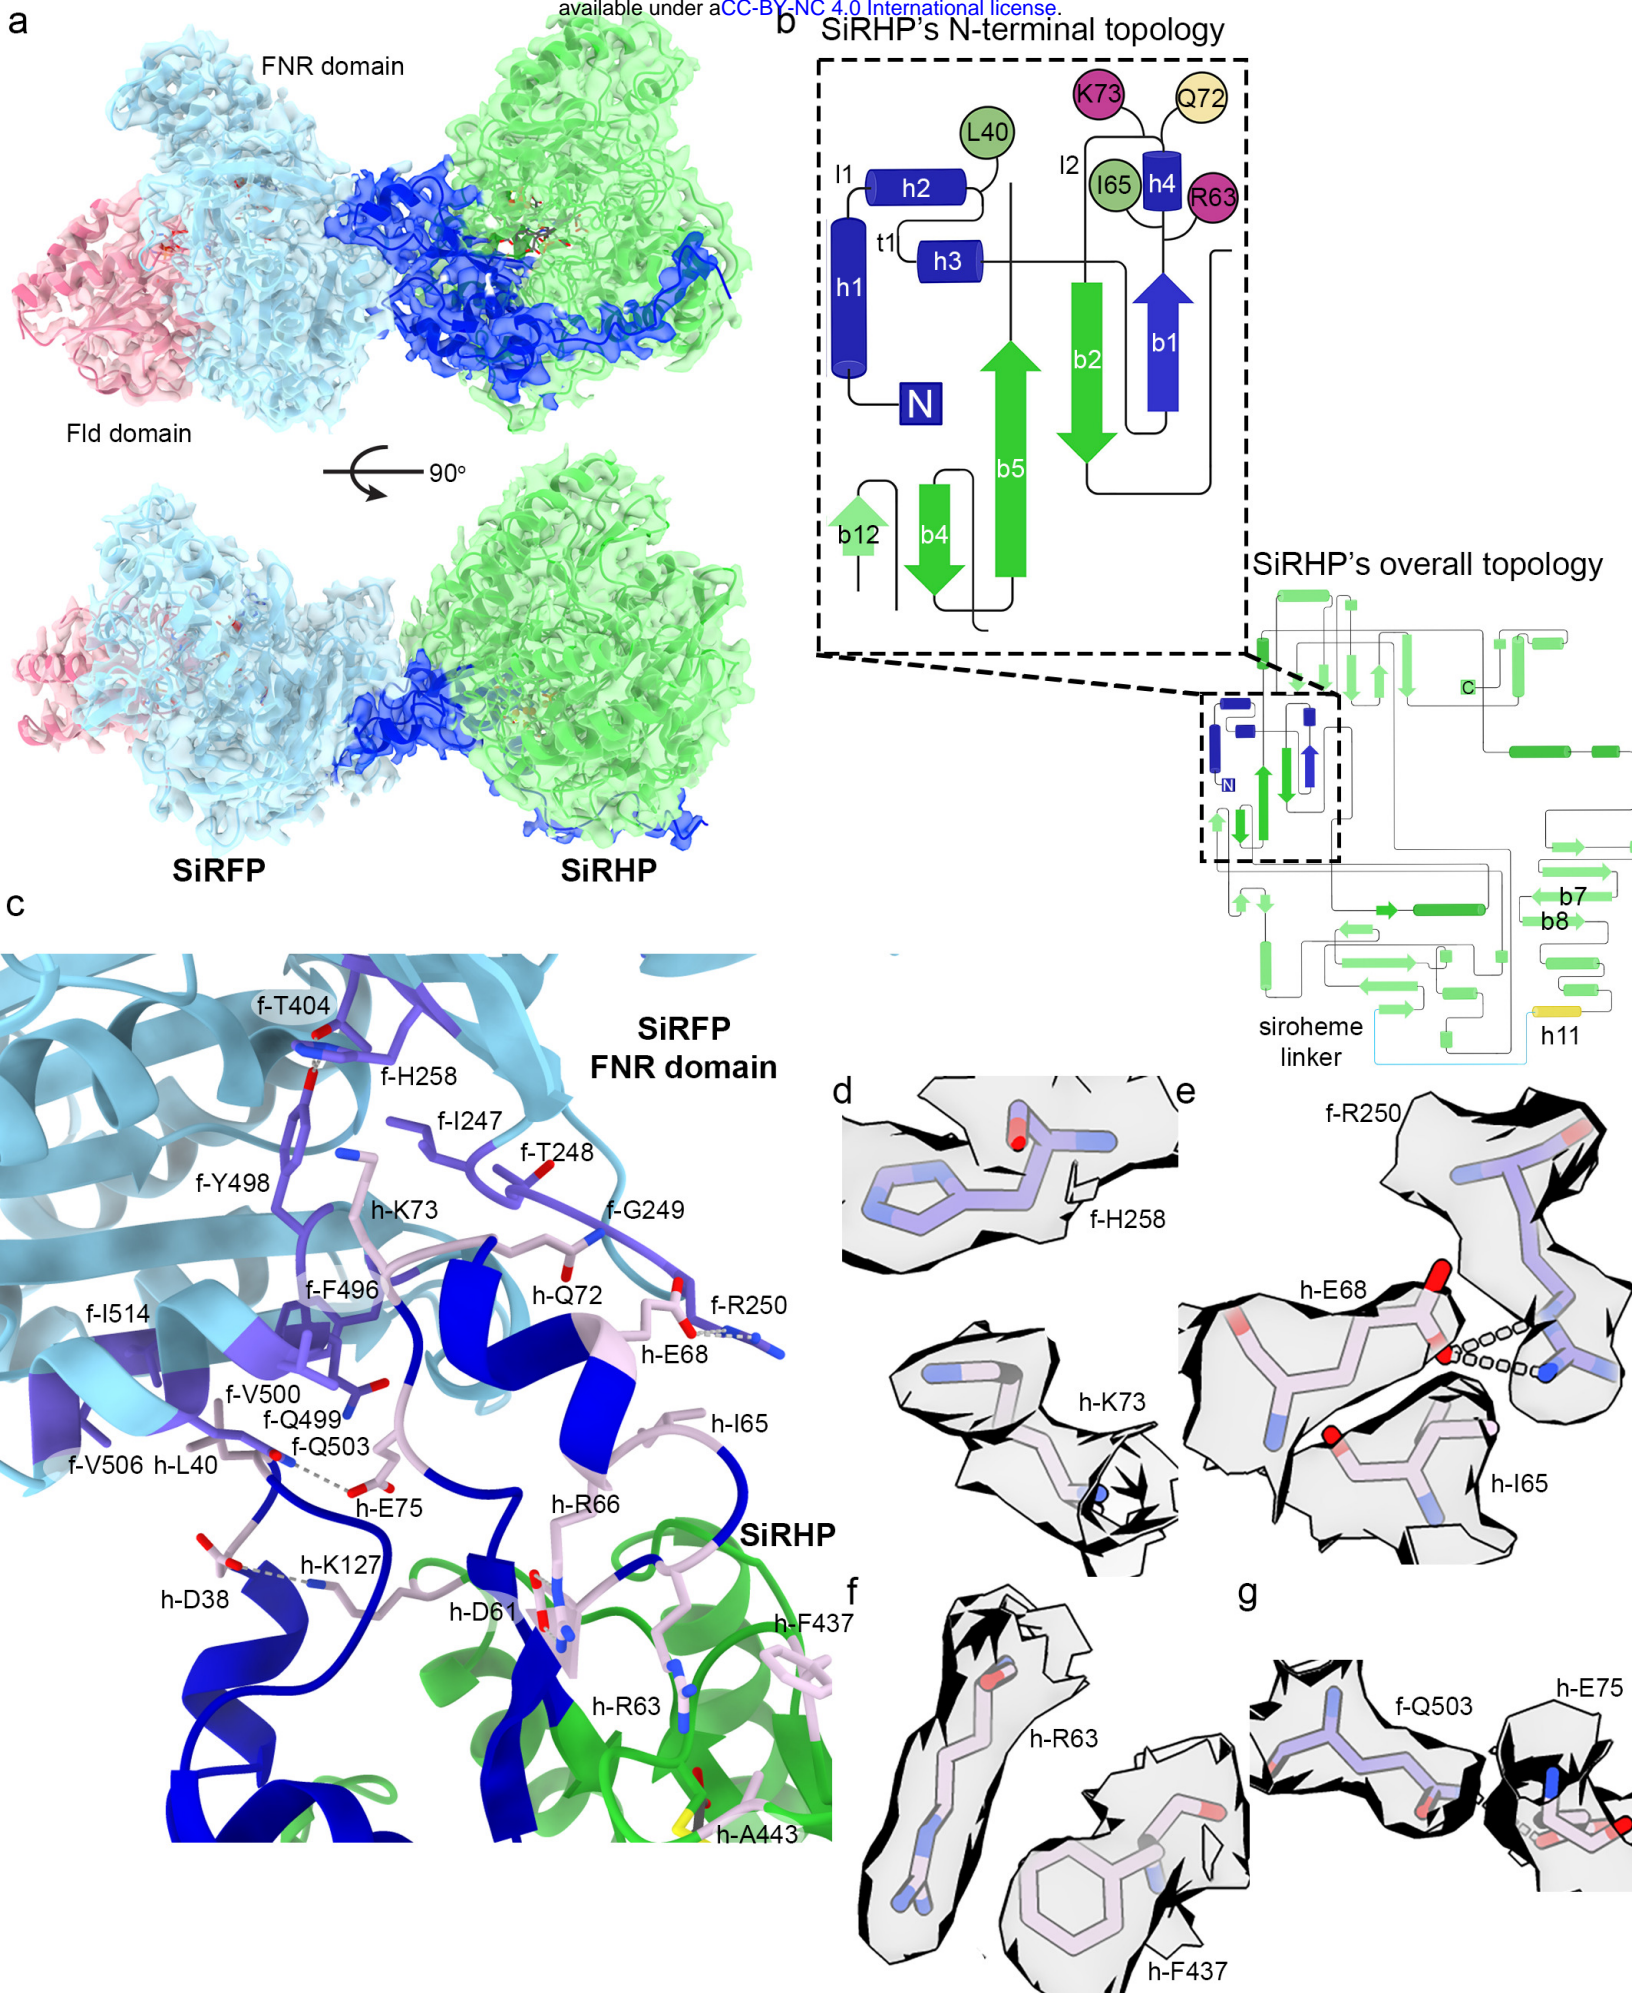 available under aCC-BY-NC 4.0 International license.
a
FNR domain
Fld domain
90°
SiRFP
SiRHP
b
SiRHP's N-terminal topology
K73
Q72
L40
l2
I65
h4
R63
l1
h2
t1
h3
h1
b2
b1
N
b5
b12
b4
SiRHP's overall topology
C
N
b7
b8
siroheme
linker
h11
c
f-T404
SiRFP
FNR domain
f-H258
f-I247
f-T248
f-Y498
h-K73
f-G249
f-F496
h-Q72
f-R250
f-I514
h-E68
f-V500
f-Q499
h-I65
f-Q503
f-V506
h-L40
h-E75
h-R66
SiRHP
h-K127
h-D38
h-D61
h-F437
h-R63
h-A443
d
f-H258
h-K73
e
f-R250
h-E68
h-I65
f
h-R63
h-F437
g
f-Q503
h-E75